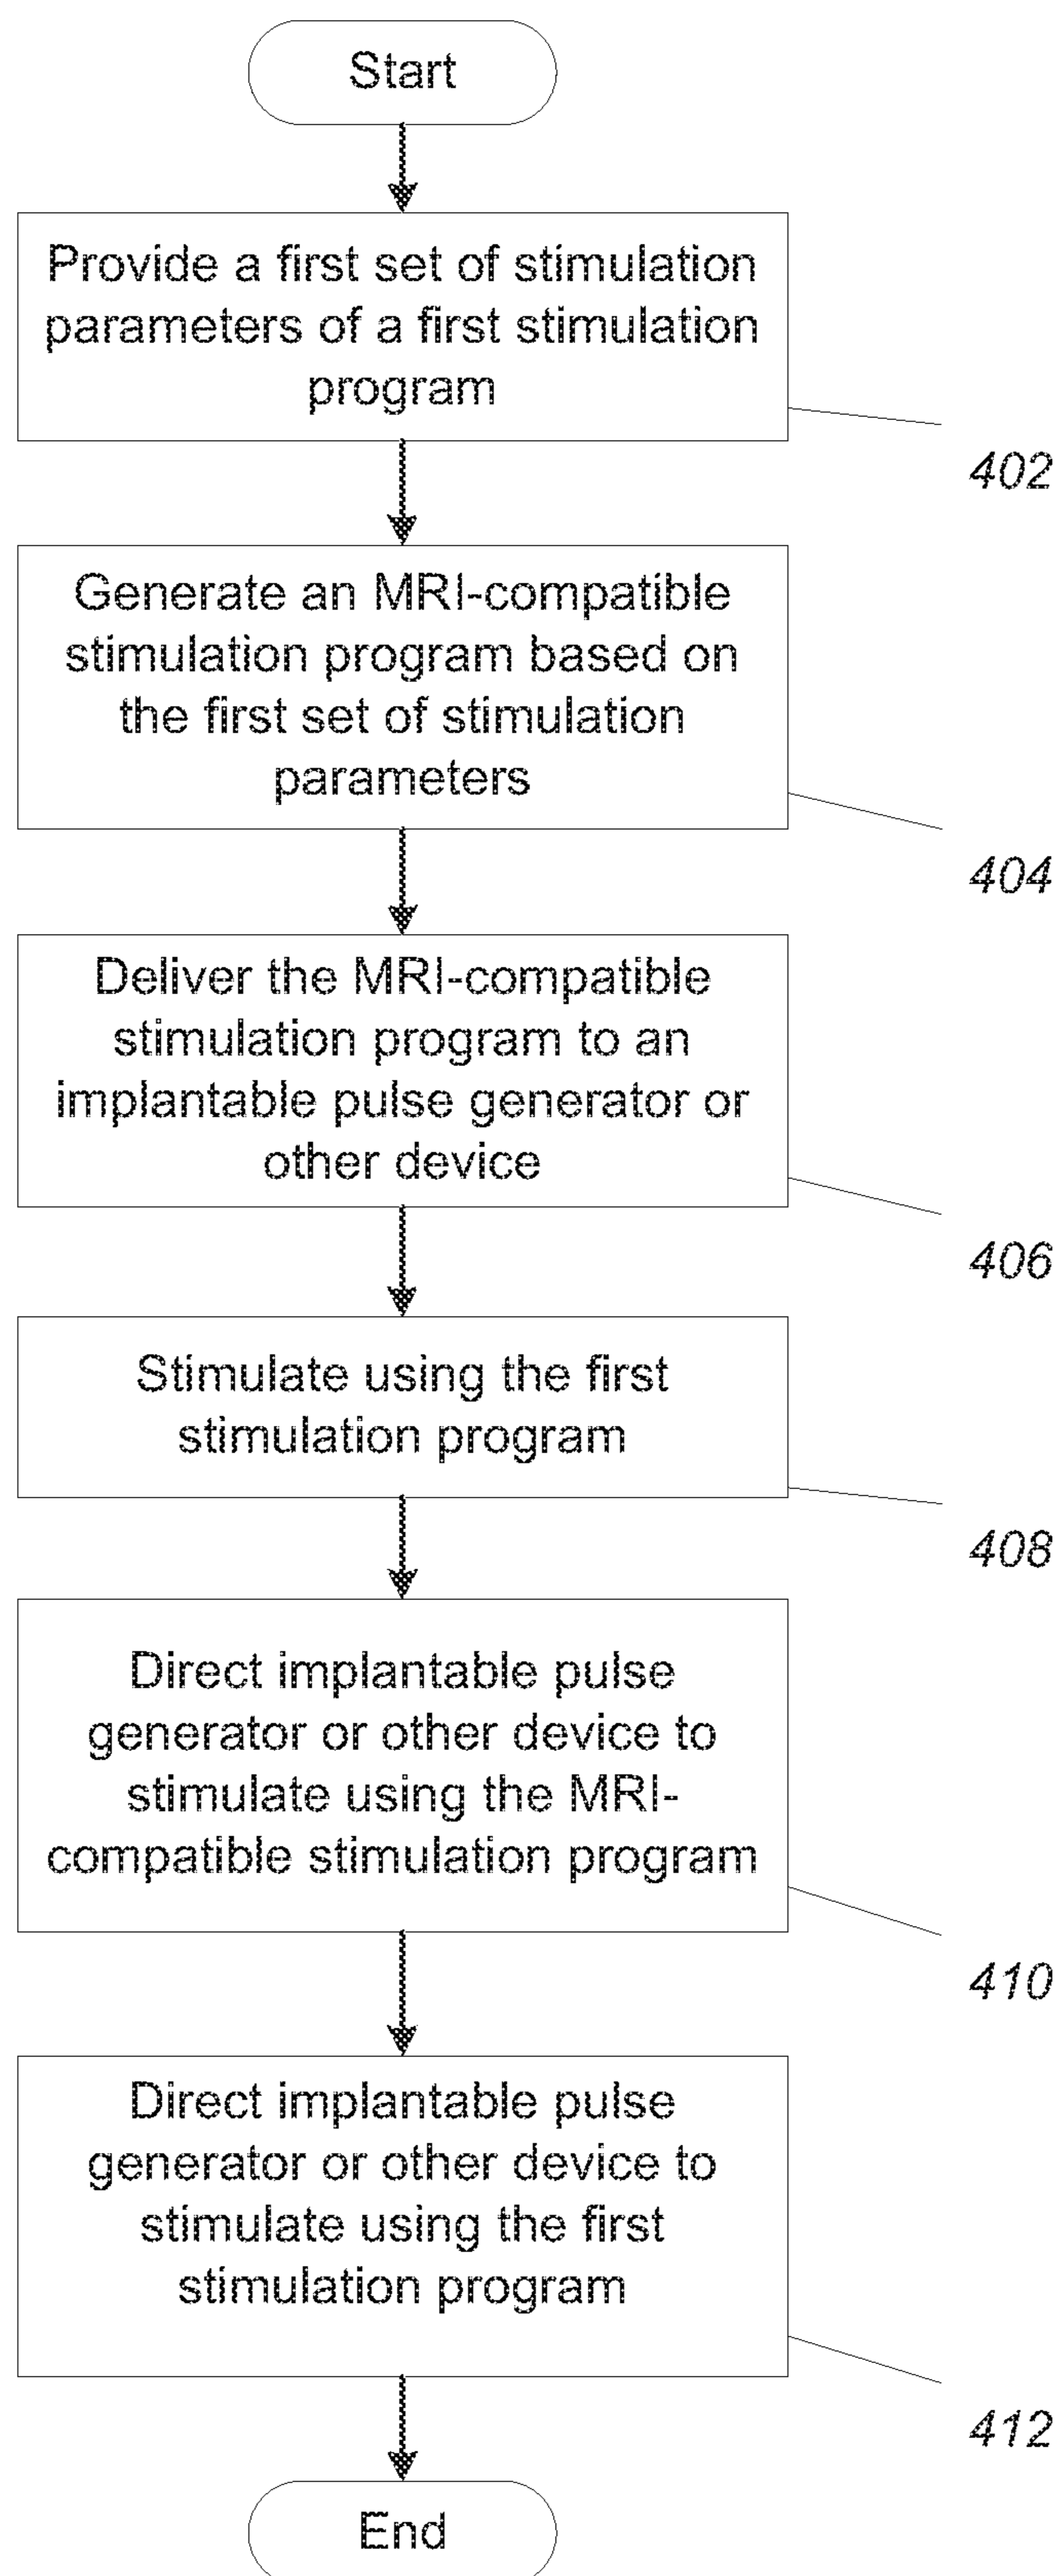 Start
Provide a first set of stimulation
parameters of a first stimulation
program
402
Generate an MRI-compatible
stimulation program based on
the first set of stimulation
parameters
404
Deliver the MRI-compatible
stimulation program to an
implantable pulse generator or
other device
406
Stimulate using the first
stimulation program
408
Direct implantable pulse
generator or other device to
stimulate using the MRI-
compatible stimulation program
410
Direct implantable pulse
generator or other device to
stimulate using the first
stimulation program
412
End